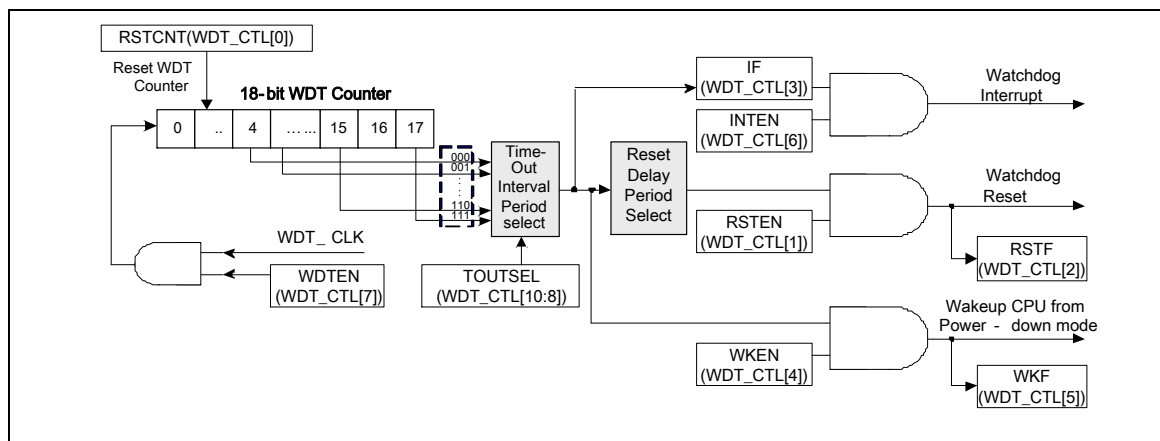 RSTCNT(WDT_CTL[0])
Reset WDT
Counter
18-bit WDT Counter
0 .. 4 ... ... 15 16 17
000
001
110
111
Time-
Out
Interval
Period
select
Reset
Delay
Period
Select
IF
(WDT_CTL[3])
INTEN
(WDT_CTL[6])
Watchdog
Interrupt
RSTEN
(WDT_CTL[1])
Watchdog
Reset
RSTF
(WDT_CTL[2])
WDT_ CLK
WDTEN
(WDT_CTL[7])
TOUTSEL
(WDT_CTL[10:8])
WKEN
(WDT_CTL[4])
Wakeup CPU from
Power - down mode
WKF
(WDT_CTL[5])